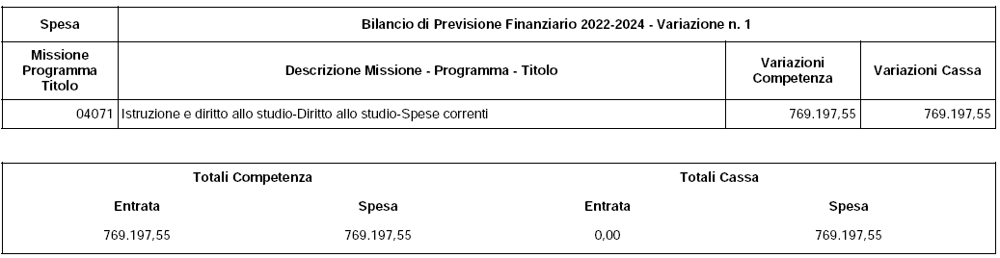 Spesa Bilancio di Previsione Finanziario 2022-2024 - Variazione n. 1
Missione
Programma
Titolo
Descrizione Missione - Programma - Titolo
Variazioni
Competenza
Variazioni Cassa
04071 Istruzione e diritto allo studio-Diritto allo studio-Spese correnti 769.197,55 769.197,55
Totali Competenza Totali Cassa
Entrata Spesa Entrata Spesa
769.197,55 769.197,55 0,00 769.197,55